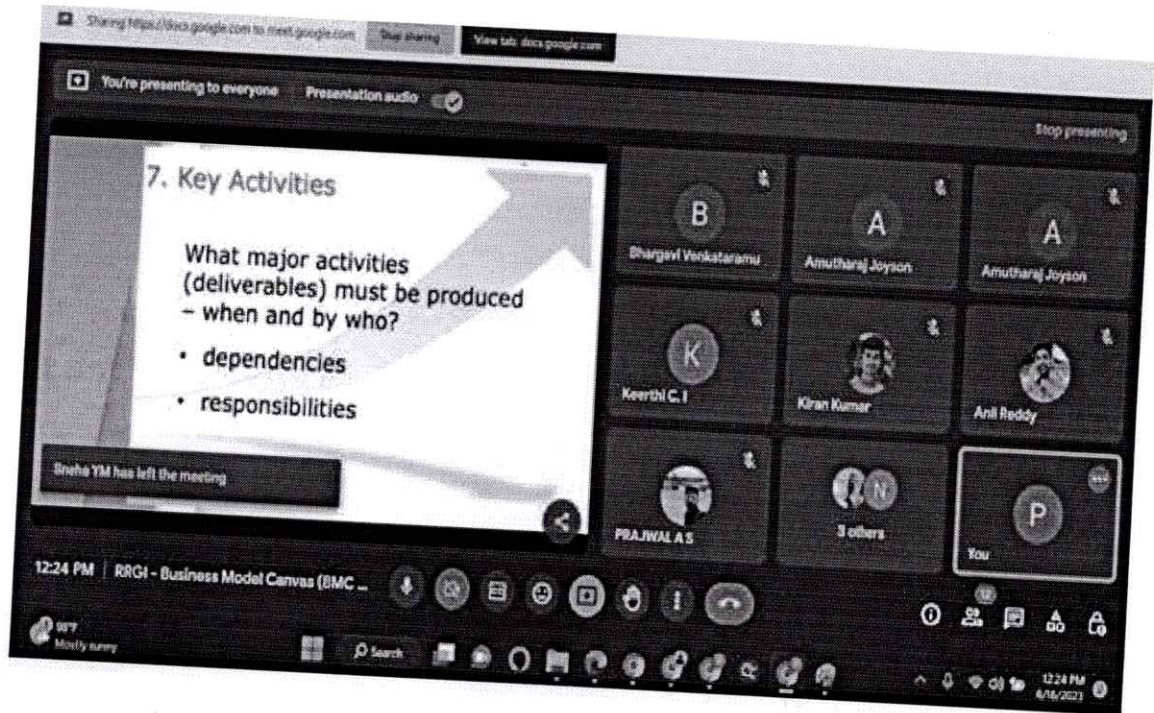 Sharing https://docs.google.com to meet.google.com
Stop sharing
View tab: docs.google.com
You're presenting to everyone
Presentation audio
Stop presenting
7. Key Activities
What major activities
(deliverables) must be produced
– when and by who?
• dependencies
• responsibilities
Sneha YM has left the meeting
B
Bhargavi Venkataramu
A
Amutharaj Joyson
A
Amutharaj Joyson
K
Keerthi C. I
Kiran Kumar
Anil Reddy
PRAJWAL A S
N
3 others
P
You
12:24 PM | RRGI - Business Model Canvas (BMC ...
12
98°F
Mostly sunny
Search
12:24 PM